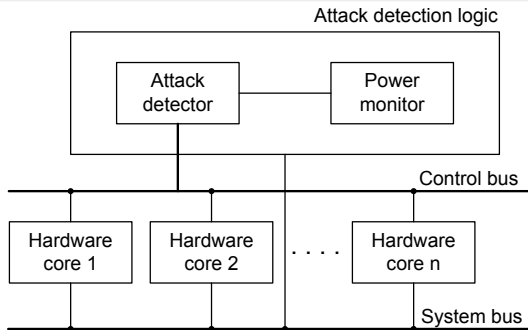 Attack detection logic
Attack
detector
Power
monitor
Control bus
Hardware
core 1
Hardware
core 2
. . . .
Hardware
core n
System bus